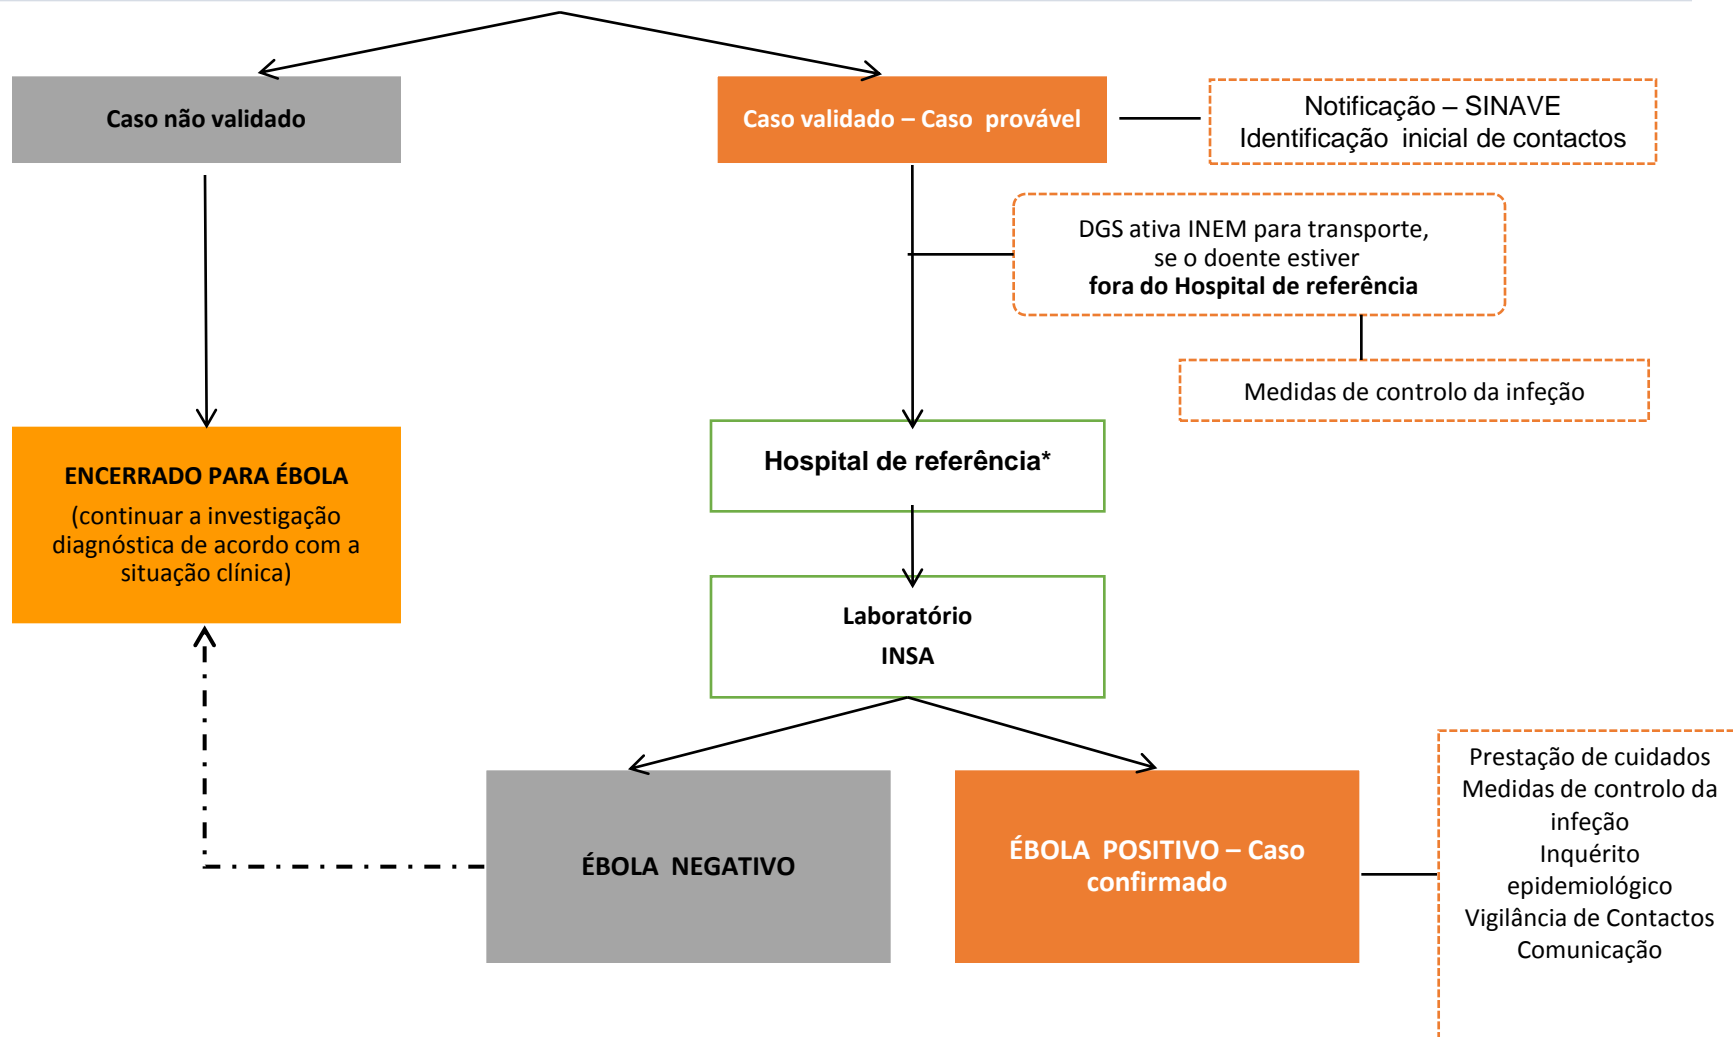 Caso não validado
Caso validado – Caso provável
Notificação – SINAVE
Identificação inicial de contactos
DGS ativa INEM para transporte,
se o doente estiver
fora do Hospital de referência
Medidas de controlo da infeção
ENCERRADO PARA ÉBOLA
(continuar a investigação
diagnóstica de acordo com a
situação clínica)
Hospital de referência*
Laboratório
INSA
ÉBOLA NEGATIVO
ÉBOLA POSITIVO – Caso
confirmado
Prestação de cuidados
Medidas de controlo da
infeção
Inquérito
epidemiológico
Vigilância de Contactos
Comunicação